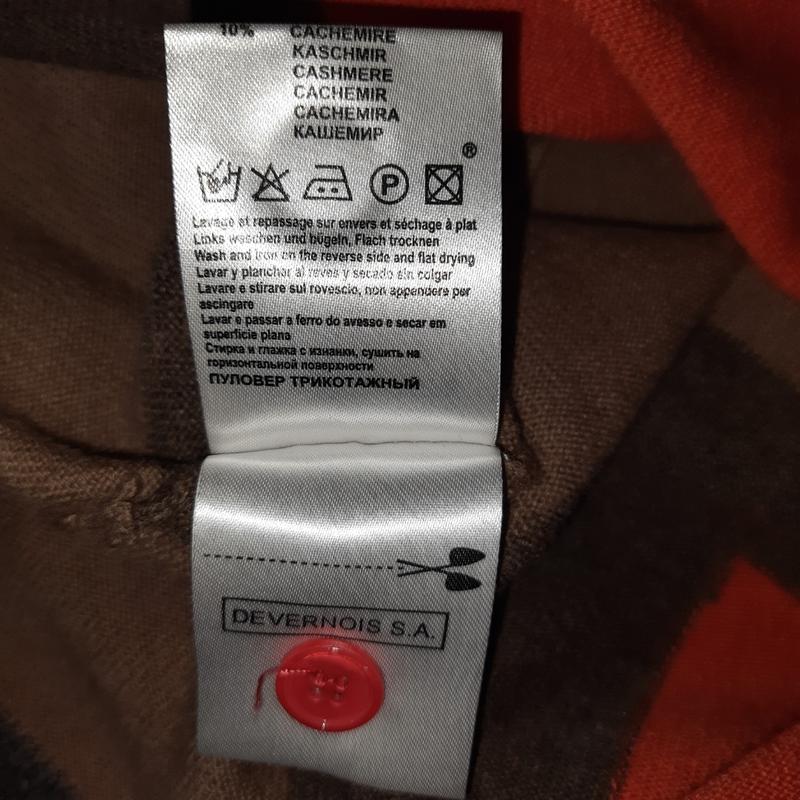 10% CACHEMIRE
KASCHMIR
CASHMERE
CACHEMIR
CACHEMIRA
КАШЕМИР
®
P
Lavage et repassage sur envers et séchage à plat
Links waschen und bügeln, Flach trocknen
Wash and iron on the reverse side and flat drying
Lavar y planchar al reves y secado sin colgar
Lavare e stirare sul rovescio, non appendere per
ascingare
Lavar e passar a ferro do avesso e secar em
superficie plana
Стирка и глажка с изнанки, сушить на
горизонтальной поверхности
ПУЛОВЕР ТРИКОТАЖНЫЙ
DEVERNOIS S.A.